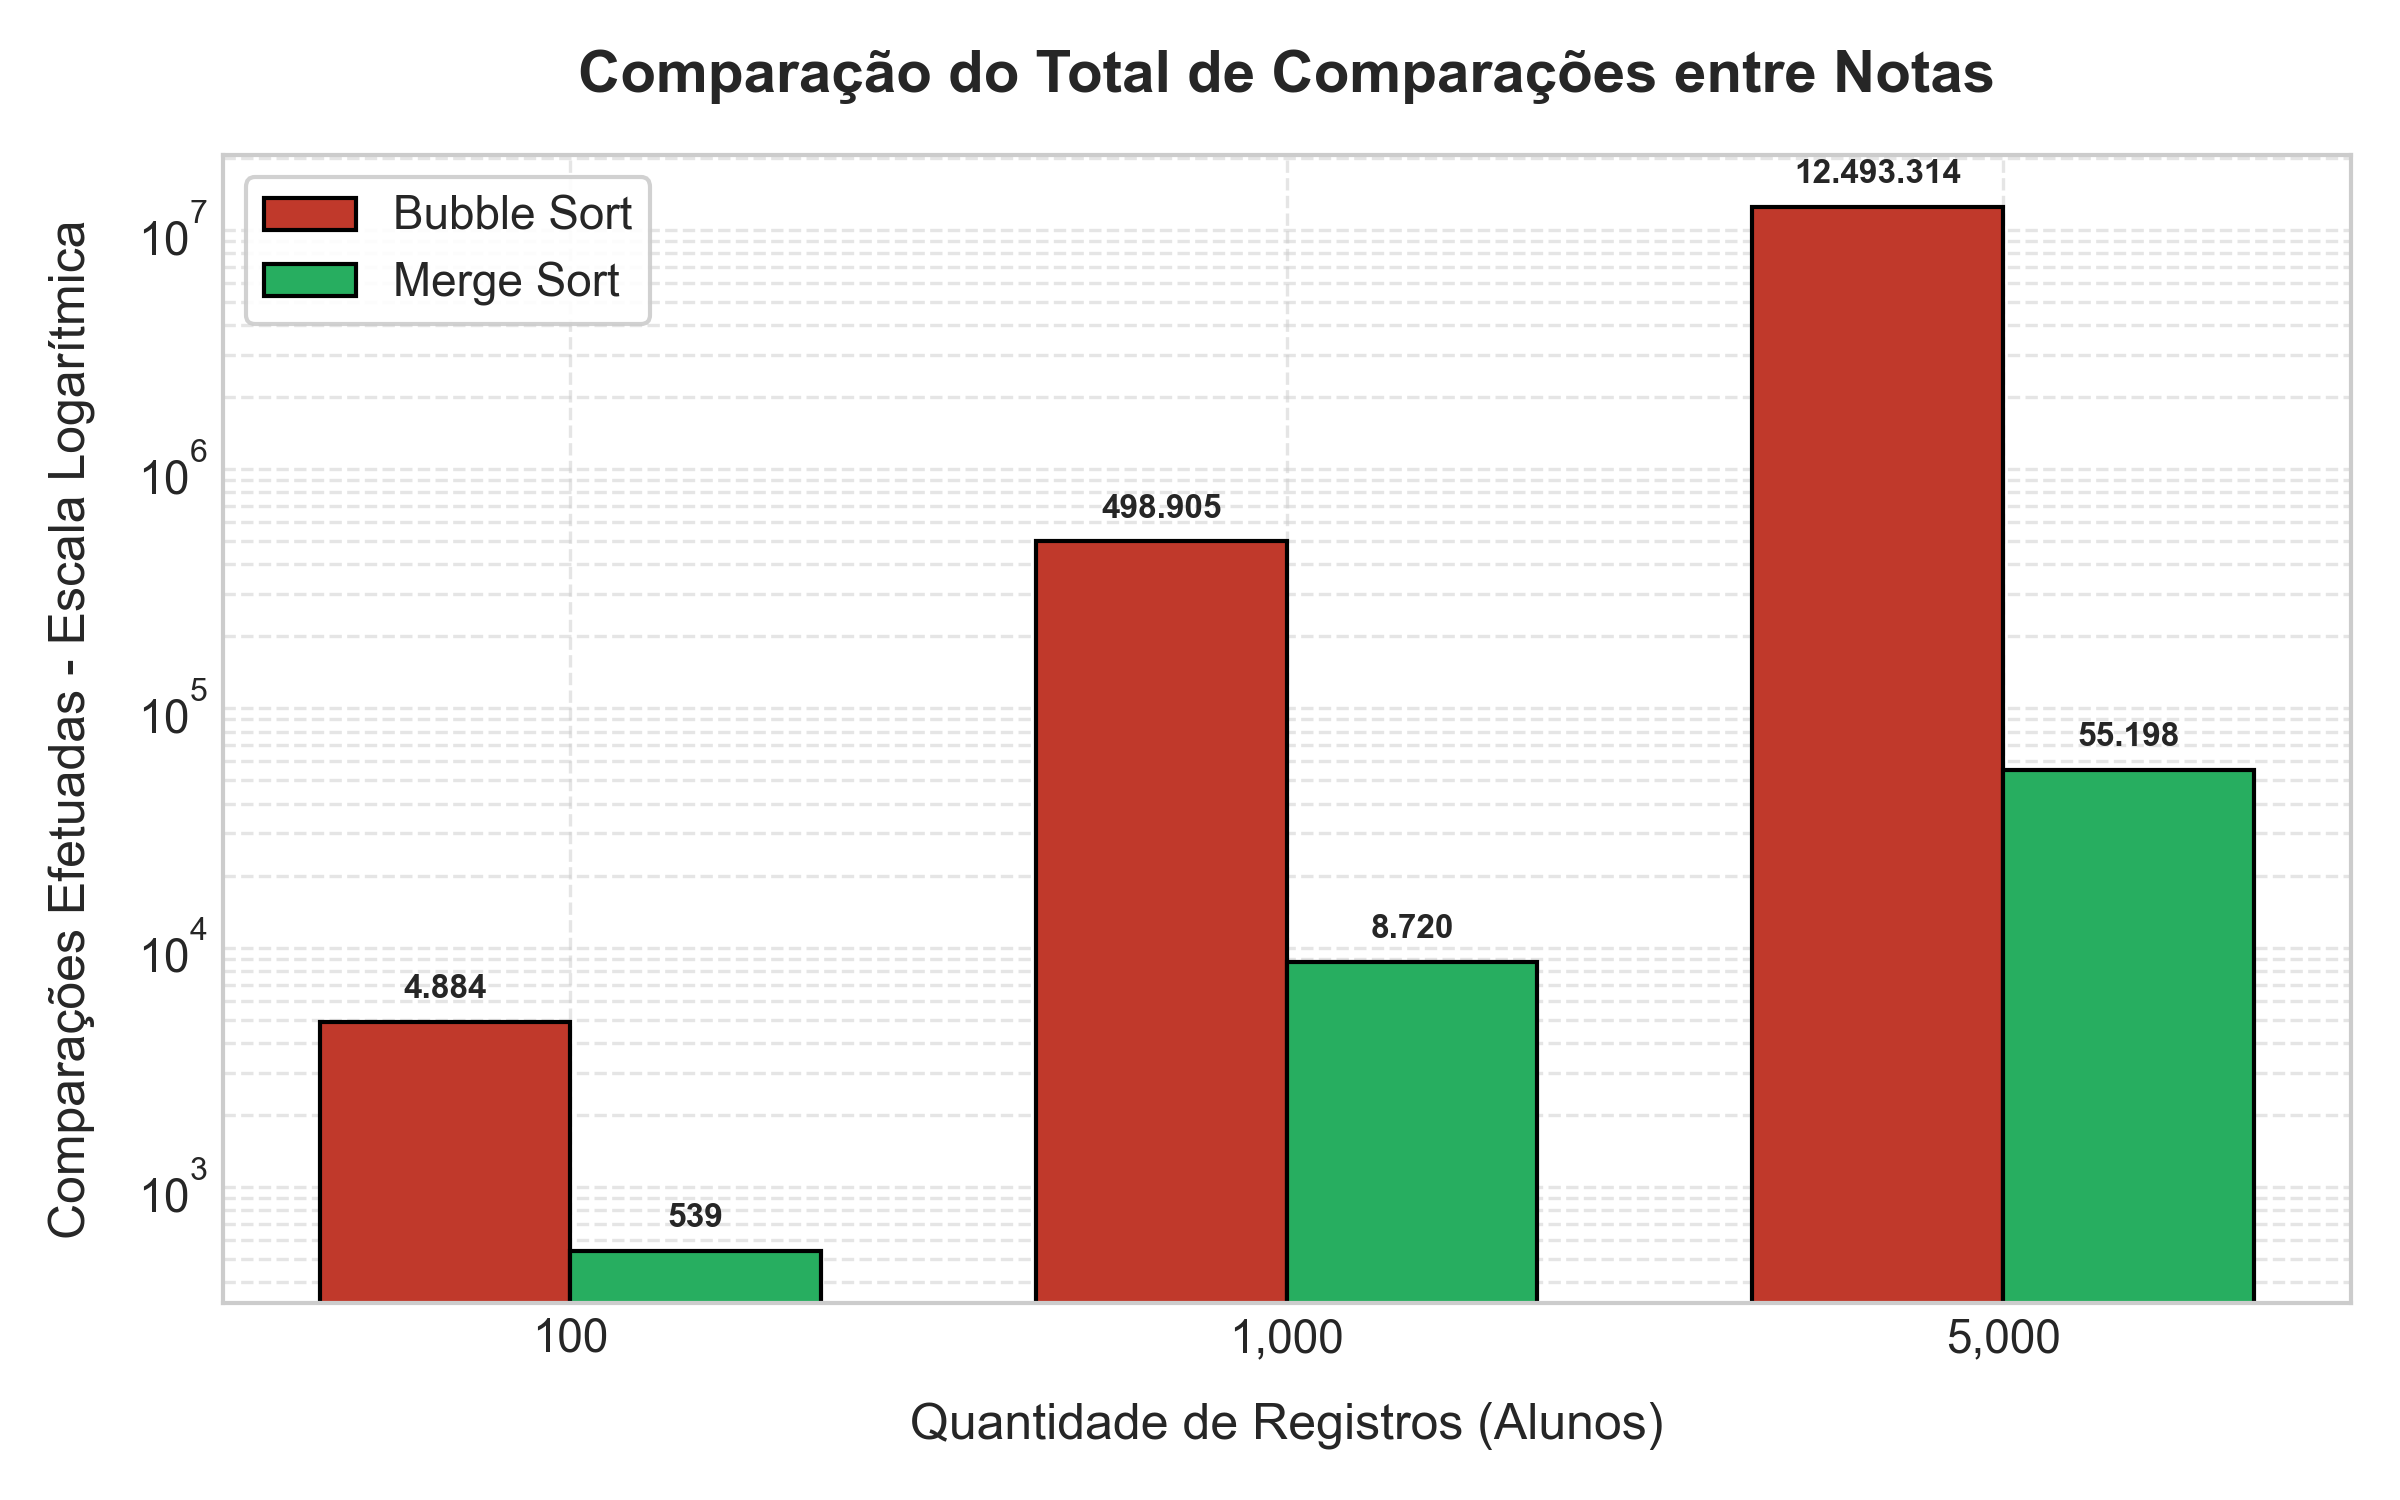 Comparação do Total de Comparações entre Notas
Bubble Sort
Merge Sort
Comparações Efetuadas - Escala Logarítmica
10^7
10^6
10^5
10^4
10^3
4.884
539
498.905
8.720
12.493.314
55.198
100
1,000
5,000
Quantidade de Registros (Alunos)